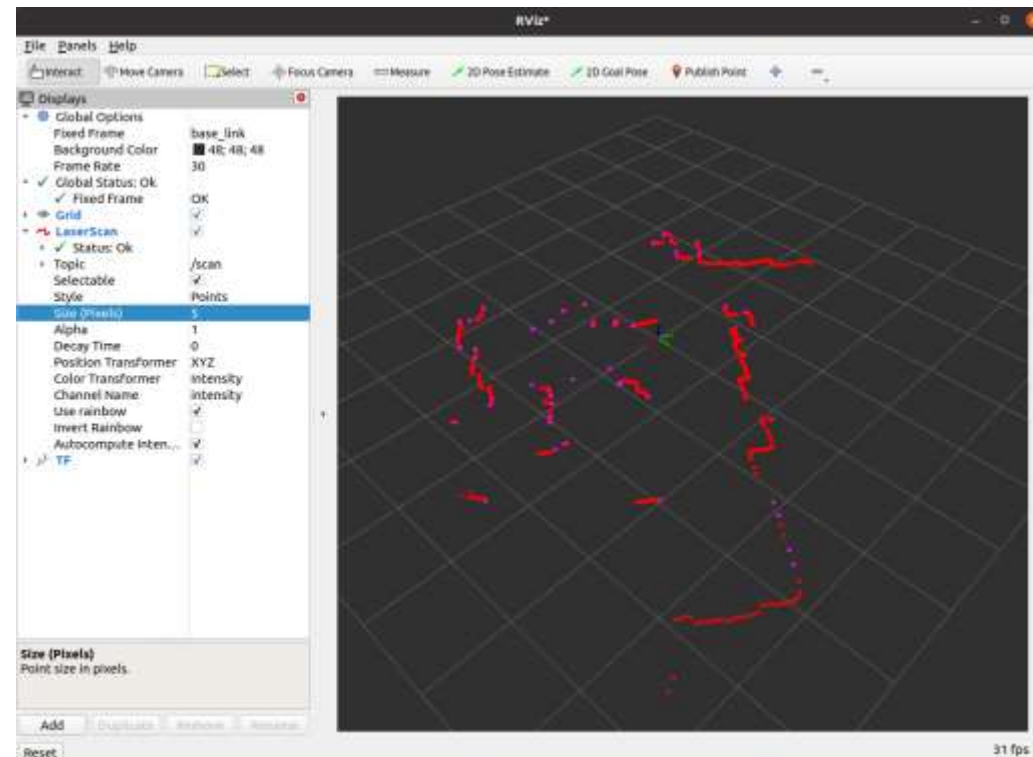 RViz*
File Panels Help
Interact Move Camera Select Focus Camera Measure 2D Pose Estimate 2D Goal Pose Publish Point
Displays
Global Options
Fixed Frame base_link
Background Color 48; 48; 48
Frame Rate 30
Global Status: Ok
Fixed Frame OK
Grid
LaserScan
Status: Ok
Topic /scan
Selectable
Style Points
Size (Pixels) 5
Alpha 1
Decay Time 0
Position Transformer XYZ
Color Transformer Intensity
Channel Name intensity
Use rainbow
Invert Rainbow
Autocompute Inten...
TF
Size (Pixels)
Point size in pixels.
Add Duplicate Remove Rename
Reset 31 fps